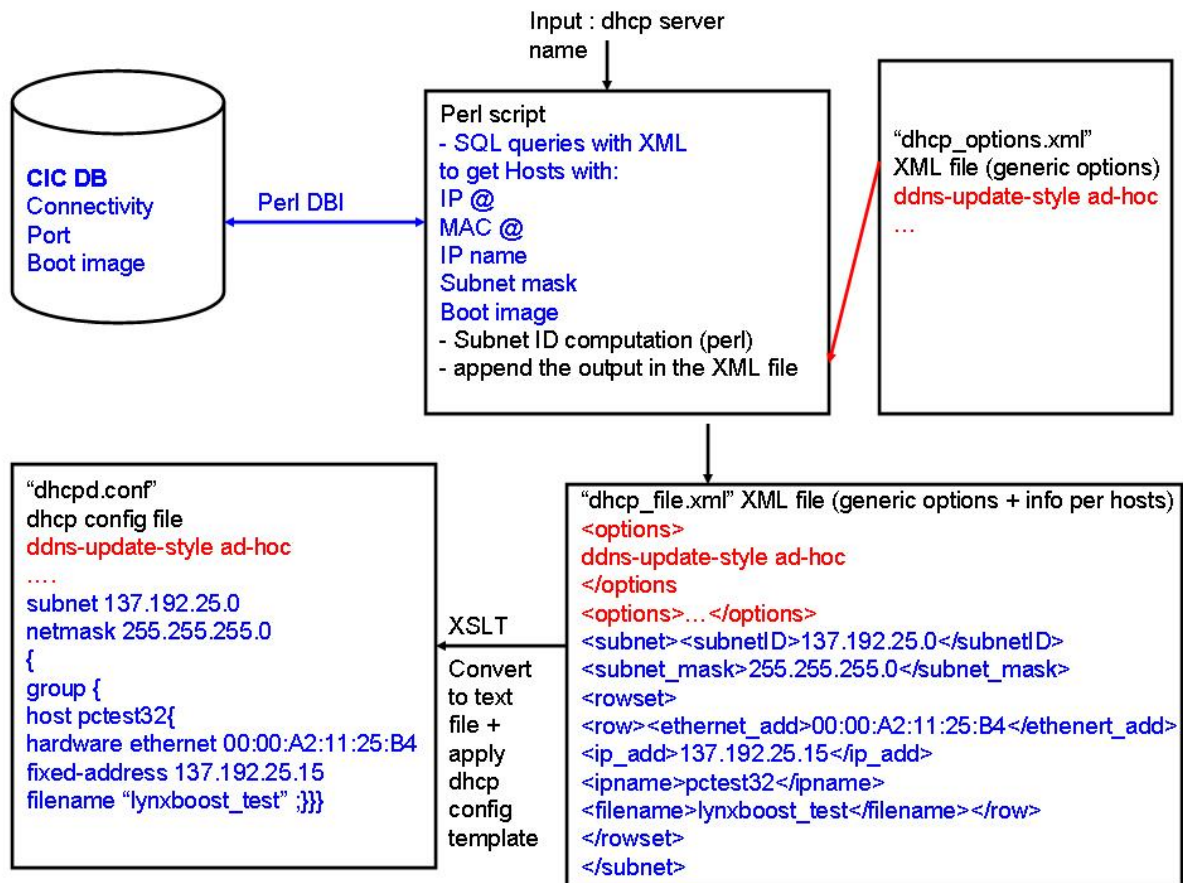 Input : dhcp server
name
CIC DB
Connectivity
Port
Boot image
Perl DBI
Perl script
- SQL queries with XML
to get Hosts with:
IP @
MAC @
IP name
Subnet mask
Boot image
- Subnet ID computation (perl)
- append the output in the XML file
“dhcp_options.xml”
XML file (generic options)
ddns-update-style ad-hoc
…
“dhcpd.conf”
dhcp config file
ddns-update-style ad-hoc
….
subnet 137.192.25.0
netmask 255.255.255.0
{
group {
host pctest32{
hardware ethernet 00:00:A2:11:25:B4
fixed-address 137.192.25.15
filename “lynxboost_test” ;}}}
XSLT
Convert
to text
file +
apply
dhcp
config
template
“dhcp_file.xml” XML file (generic options + info per hosts)
<options>
ddns-update-style ad-hoc
</options
<options>…</options>
<subnet><subnetID>137.192.25.0</subnetID>
<subnet_mask>255.255.255.0</subnet_mask>
<rowset>
<row><ethernet_add>00:00:A2:11:25:B4</ethenert_add>
<ip_add>137.192.25.15</ip_add>
<ipname>pctest32</ipname>
<filename>lynxboost_test</filename></row>
</rowset>
</subnet>